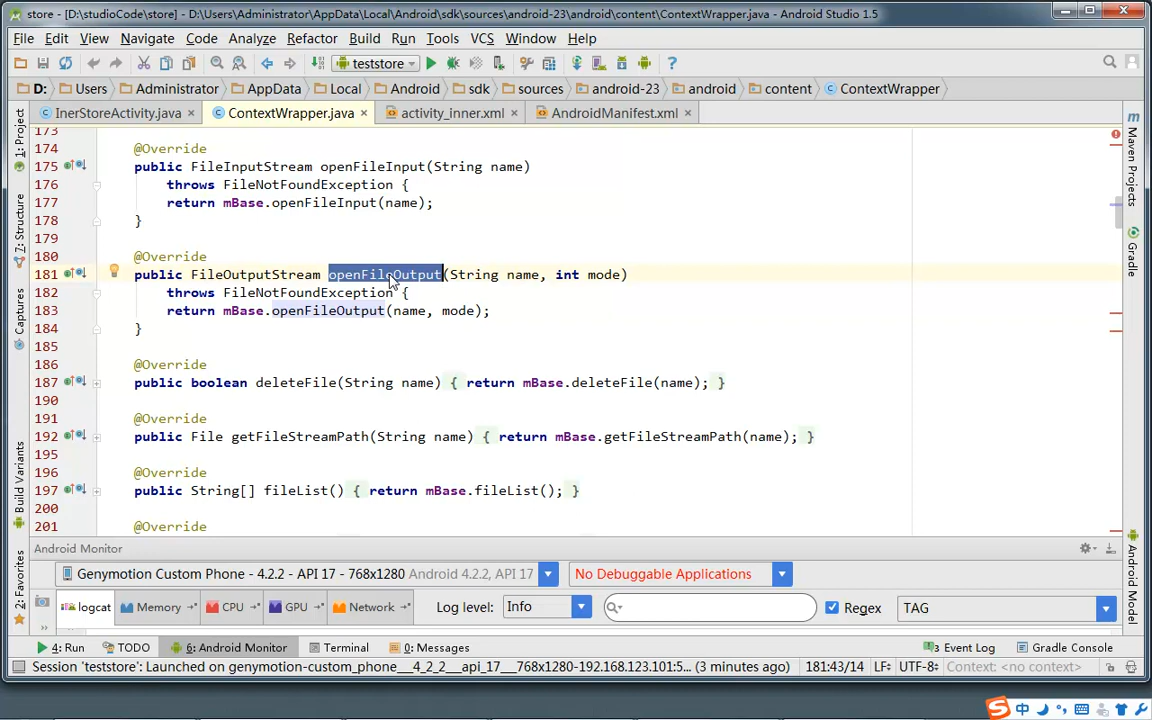 store - [D:\studioCode\store] - D:\Users\Administrator\AppData\Local\Android\sdk\sources\android-23\android\content\ContextWrapper.java - Android Studio 1.5
File Edit View Navigate Code Analyze Refactor Build Run Tools VCS Window Help
teststore
D: Users Administrator AppData Local Android sdk sources android-23 android content ContextWrapper
InerStoreActivity.java ContextWrapper.java activity_inner.xml AndroidManifest.xml
1: Project
7: Structure
Captures
Build Variants
2: Favorites
173
174 @Override
175 public FileInputStream openFileInput(String name)
176 throws FileNotFoundException {
177 return mBase.openFileInput(name);
178 }
179
180 @Override
181 public FileOutputStream openFileOutput(String name, int mode)
182 throws FileNotFoundException {
183 return mBase.openFileOutput(name, mode);
184 }
185
186 @Override
187 public boolean deleteFile(String name) { return mBase.deleteFile(name); }
190
191 @Override
192 public File getFileStreamPath(String name) { return mBase.getFileStreamPath(name); }
195
196 @Override
197 public String[] fileList() { return mBase.fileList(); }
200
201 @Override
Maven Projects
Gradle
Android Model
Android Monitor
Genymotion Custom Phone - 4.2.2 - API 17 - 768x1280 Android 4.2.2, API 17 No Debuggable Applications
logcat Memory CPU GPU Network Log level: Info Regex TAG
4: Run TODO 6: Android Monitor Terminal 0: Messages 3 Event Log Gradle Console
Session 'teststore': Launched on genymotion-custom_phone___4_2_2___api_17___768x1280-192.168.123.101:5... (3 minutes ago) 181:43/14 LF UTF-8 Context: <no context>
中